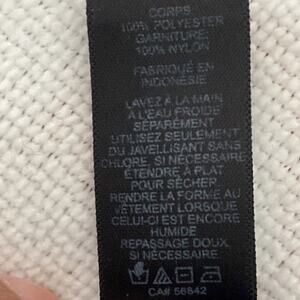 CORPS:
100% POLYESTER
GARNITURE:
100% NYLON
FABRIQUÉ EN
INDONÉSIE
LAVEZ À LA MAIN
À L'EAU FROIDE
SÉPARÉMENT
UTILISEZ SEULEMENT
DU JAVELLISANT SANS
CHLORE, SI NÉCESSAIRE
ÉTENDRE À PLAT
POUR SÉCHER
RENDRE LA FORME AU
VÊTEMENT LORSQUE
CELUI-CI EST ENCORE
HUMIDE
REPASSAGE DOUX,
SI NÉCESSAIRE
CA# 56842